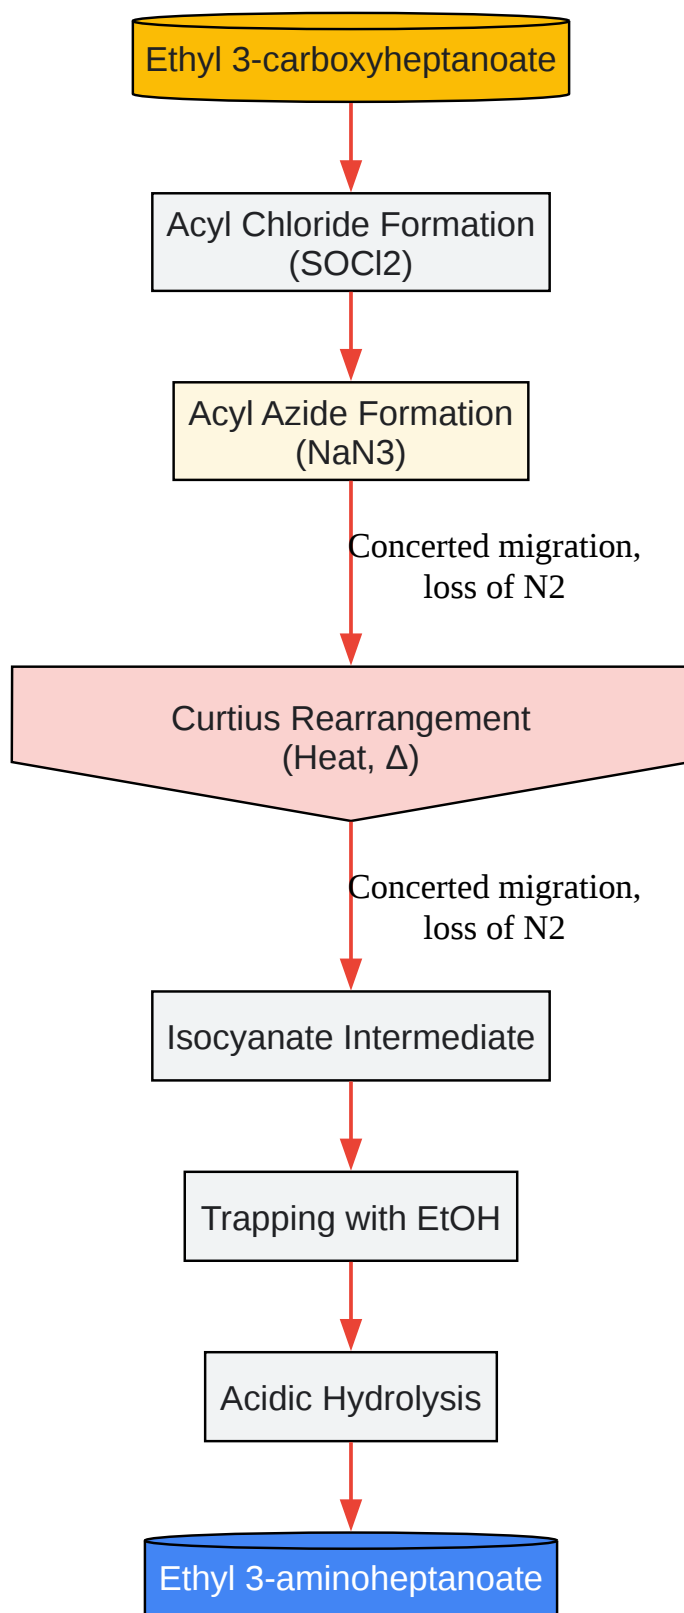 Ethyl 3-carboxyheptanoate
Acyl Chloride Formation
(SOCl2)
Acyl Azide Formation
(NaN3)
Concerted migration,
loss of N2
Curtius Rearrangement
(Heat, Δ)
Concerted migration,
loss of N2
Isocyanate Intermediate
Trapping with EtOH
Acidic Hydrolysis
Ethyl 3-aminoheptanoate